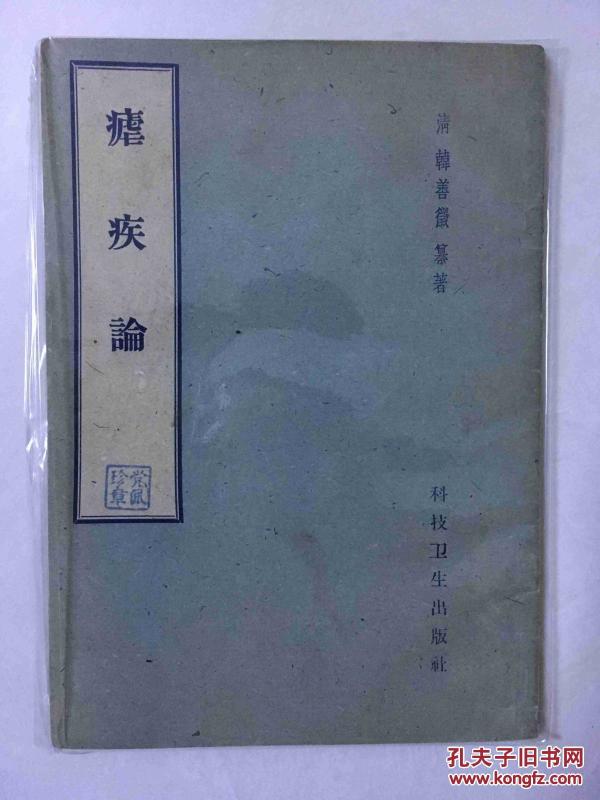 瘧疾論
清 韓善徵 纂著
科技卫生出版社
孔夫子旧书网
www.kongfz.com